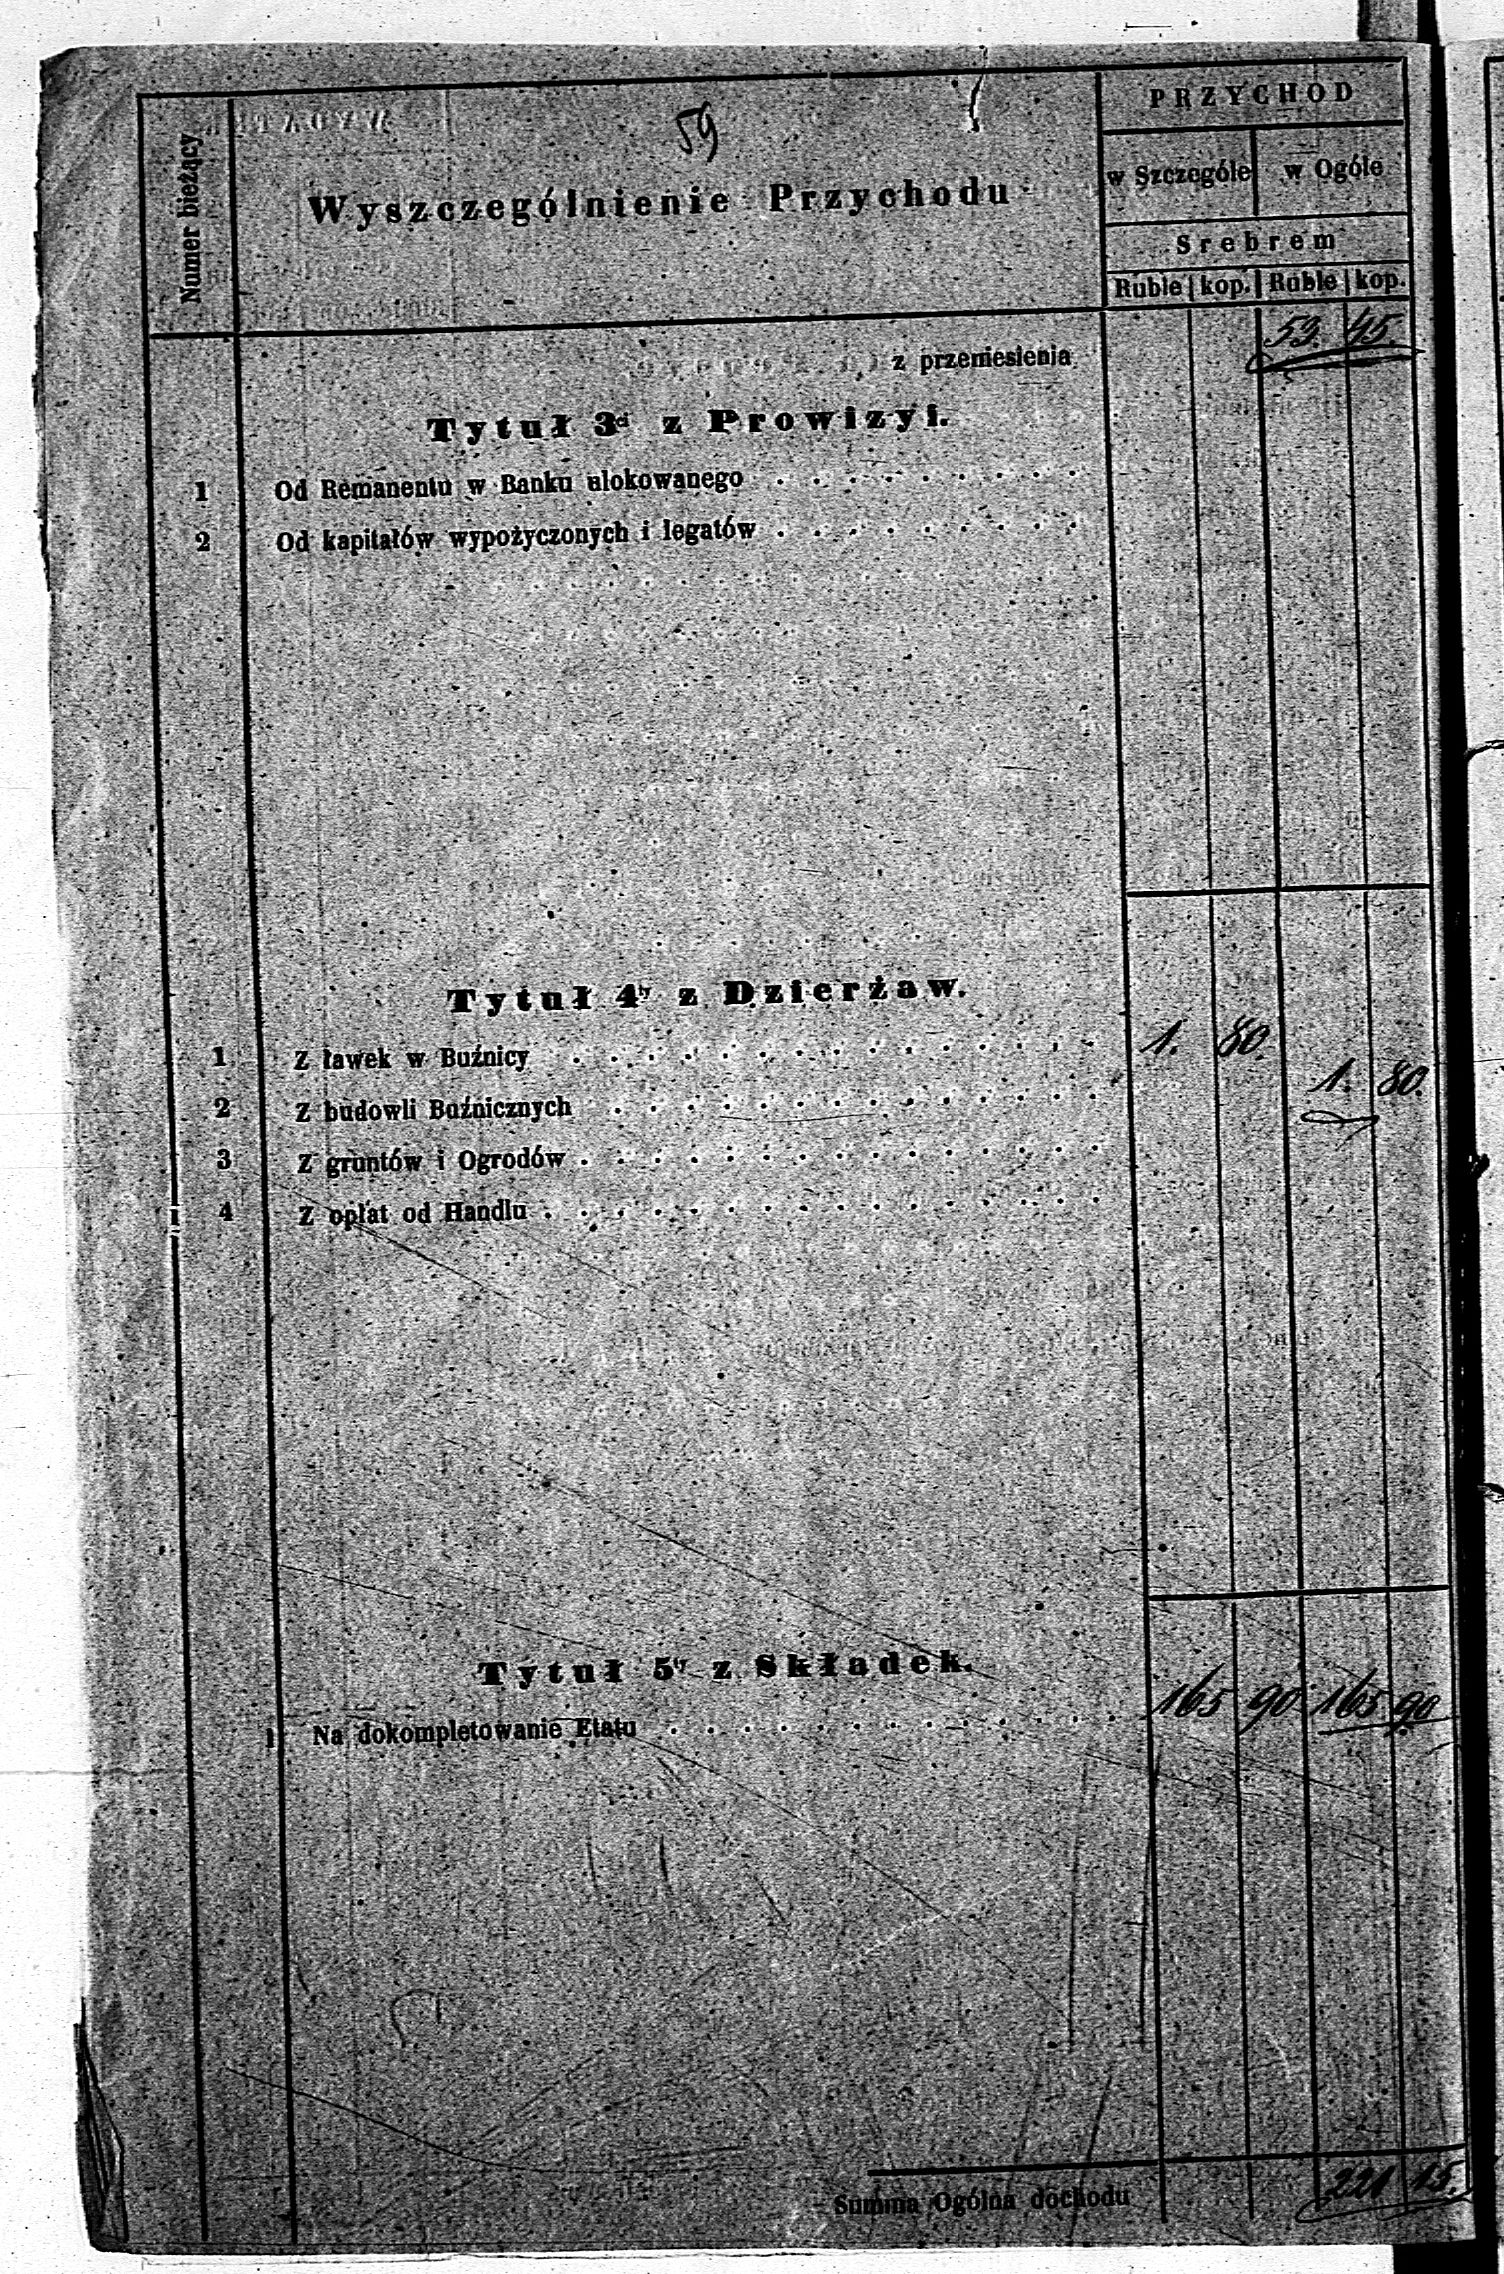 59
Numer bieżący
Wyszczególnienie Przychodu
PRZYCHOD
w Szczególe w Ogóle
Srebrem
Ruble kop. Ruble kop.
z przeniesienia 53. 45.
Tytuł 3ci z Prowizyi.
1 Od Remanentu w Banku ulokowanego
2 Od kapitałów wypożyczonych i legatów
Tytuł 4ty z Dzierżaw.
1 Z ławek w Buźnicy 1. 80.
1. 80.
2 Z budowli Buźnicznych
3 Z gruntów i Ogrodów
4 Z opłat od Handlu
Tytuł 5ty z Składek.
1 Na dokompletowanie Etatu 165 90 165 90
Summa Ogólna dochodu 221 15.